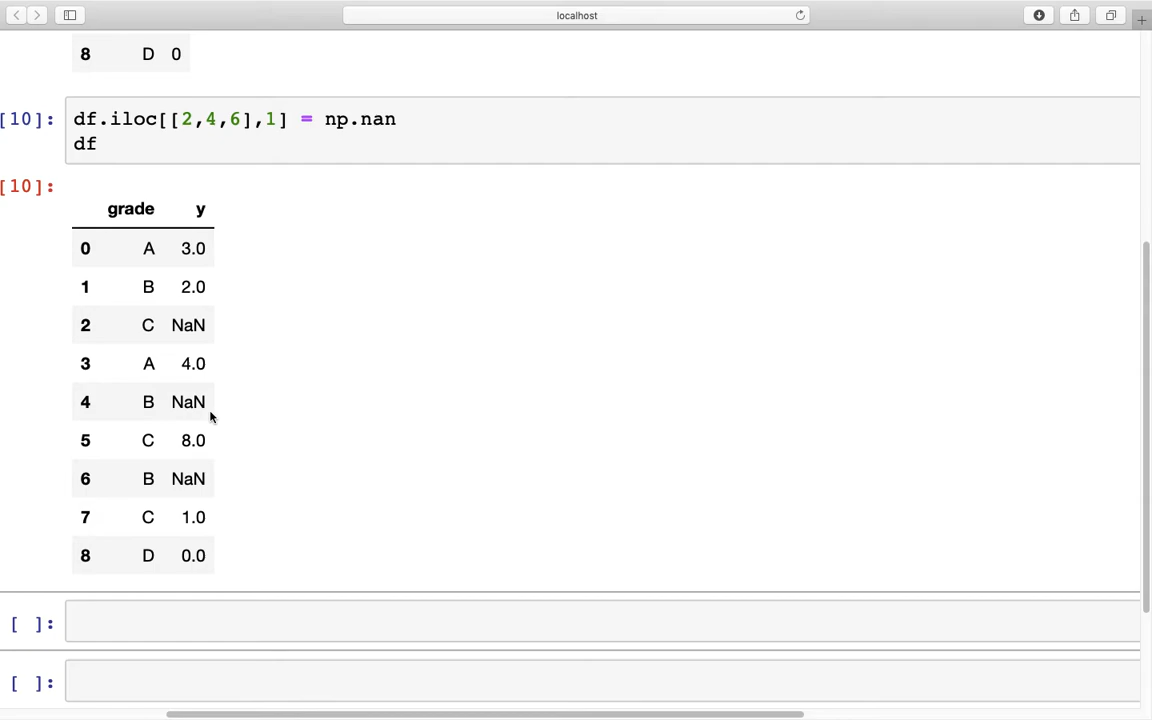 localhost
8 D 0
[10]: df.iloc[[2,4,6],1] = np.nan
df
[10]:
grade y
0 A 3.0
1 B 2.0
2 C NaN
3 A 4.0
4 B NaN
5 C 8.0
6 B NaN
7 C 1.0
8 D 0.0
[ ]:
[ ]: